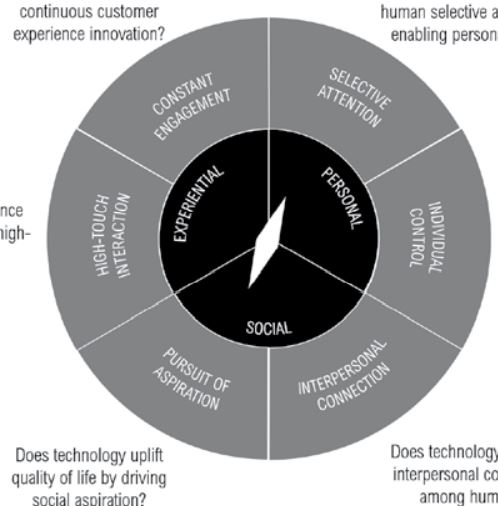 continuous customer
experience innovation?
human selective a
enabling person
CONSTANT
ENGAGEMENT
SELECTIVE
ATTENTION
HIGH-TOUCH
INTERACTION
EXPERIENTIAL
PERSONAL
INDIVIDUAL
CONTROL
nce
high-
SOCIAL
PURSUIT OF
ASPIRATION
INTERPERSONAL
CONNECTION
Does technology uplift
quality of life by driving
social aspiration?
Does technology
interpersonal co
among hum